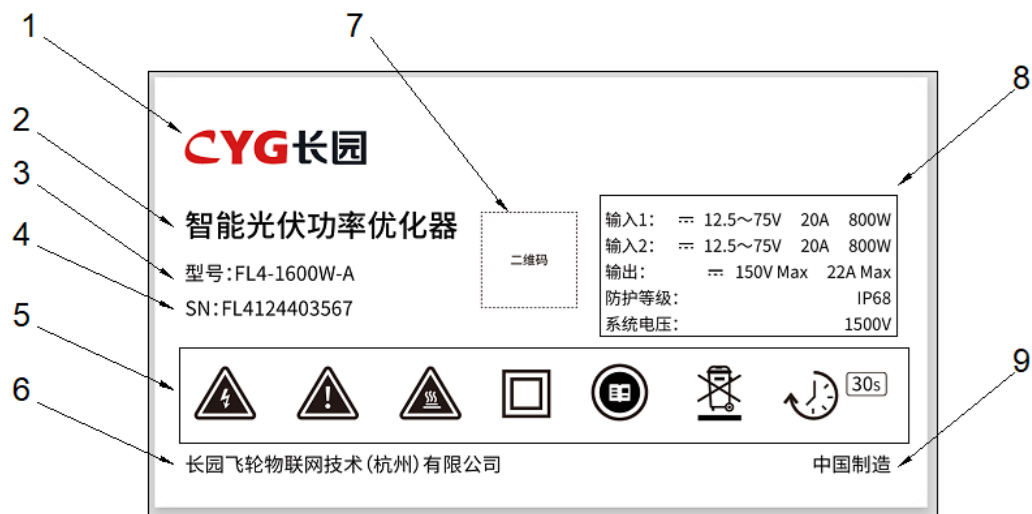 1
7
8
2
3
4
5
6
9
CYG长园
智能光伏功率优化器
型号:FL4-1600W-A
SN:FL4124403567
二维码
输入1: ⎓ 12.5～75V 20A 800W
输入2: ⎓ 12.5～75V 20A 800W
输出: ⎓ 150V Max 22A Max
防护等级: IP68
系统电压: 1500V
30s
长园飞轮物联网技术(杭州)有限公司
中国制造